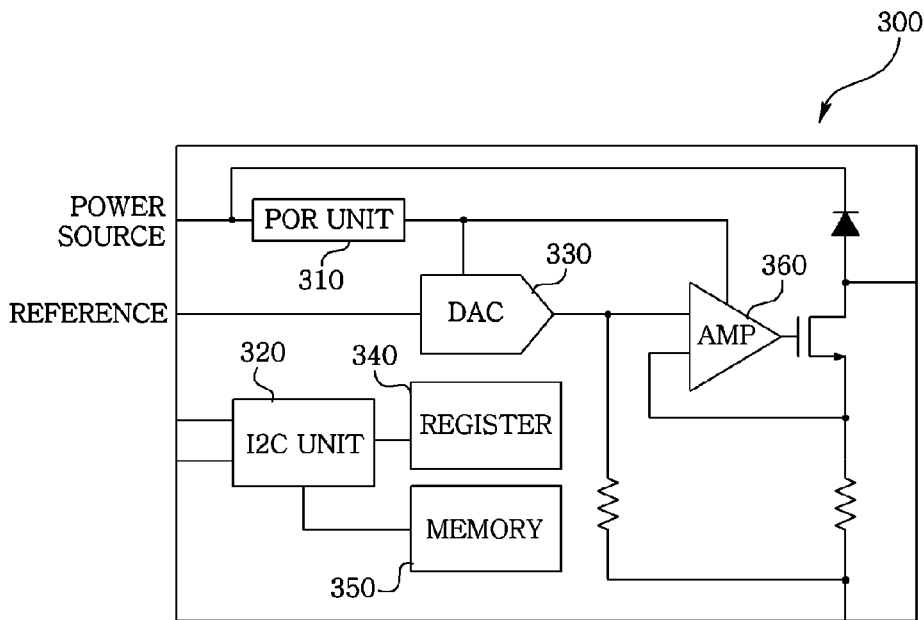 300
POWER
SOURCE
POR UNIT
310
330
360
REFERENCE
DAC
AMP
320
340
I2C UNIT
REGISTER
MEMORY
350